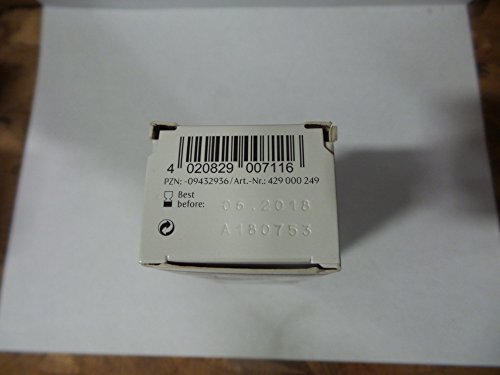 4 020829 007116
PZN: -09432936/Art.-Nr.: 429 000 249
Best
before: 06.2018
A180753